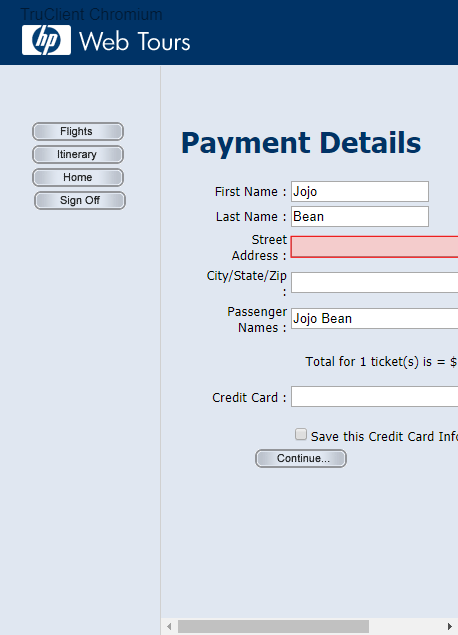 TruClient Chromium
hp Web Tours
Flights
Itinerary
Home
Sign Off
Payment Details
First Name : Jojo
Last Name : Bean
Street
Address :
City/State/Zip
:
Passenger
Names : Jojo Bean
Total for 1 ticket(s) is = $
Credit Card :
Save this Credit Card Info
Continue...